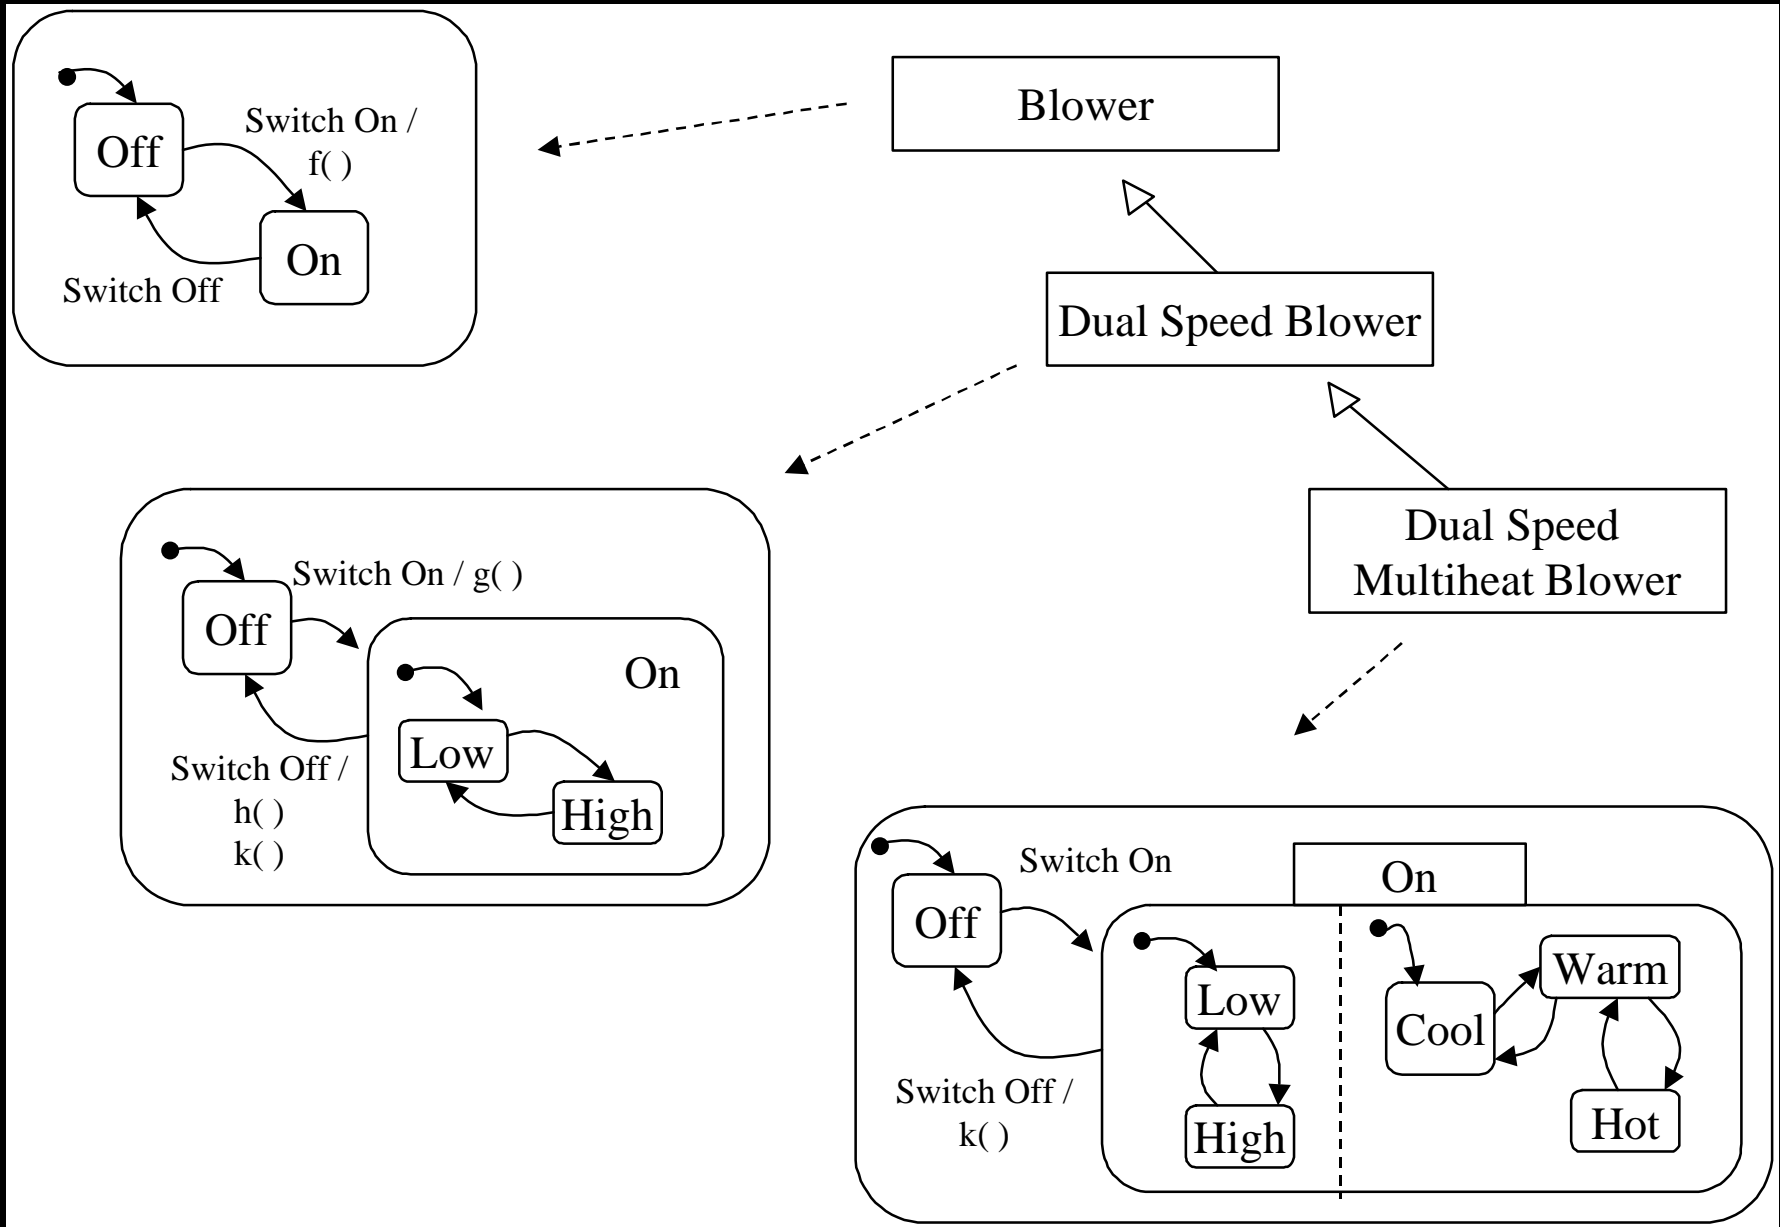 Blower
Switch On /
f( )
Off
On
Switch Off
Dual Speed Blower
Dual Speed
Multiheat Blower
Switch On / g( )
Off
On
Low
High
Switch Off /
h( )
k( )
Switch On
On
Off
Low
High
Warm
Cool
Hot
Switch Off /
k( )